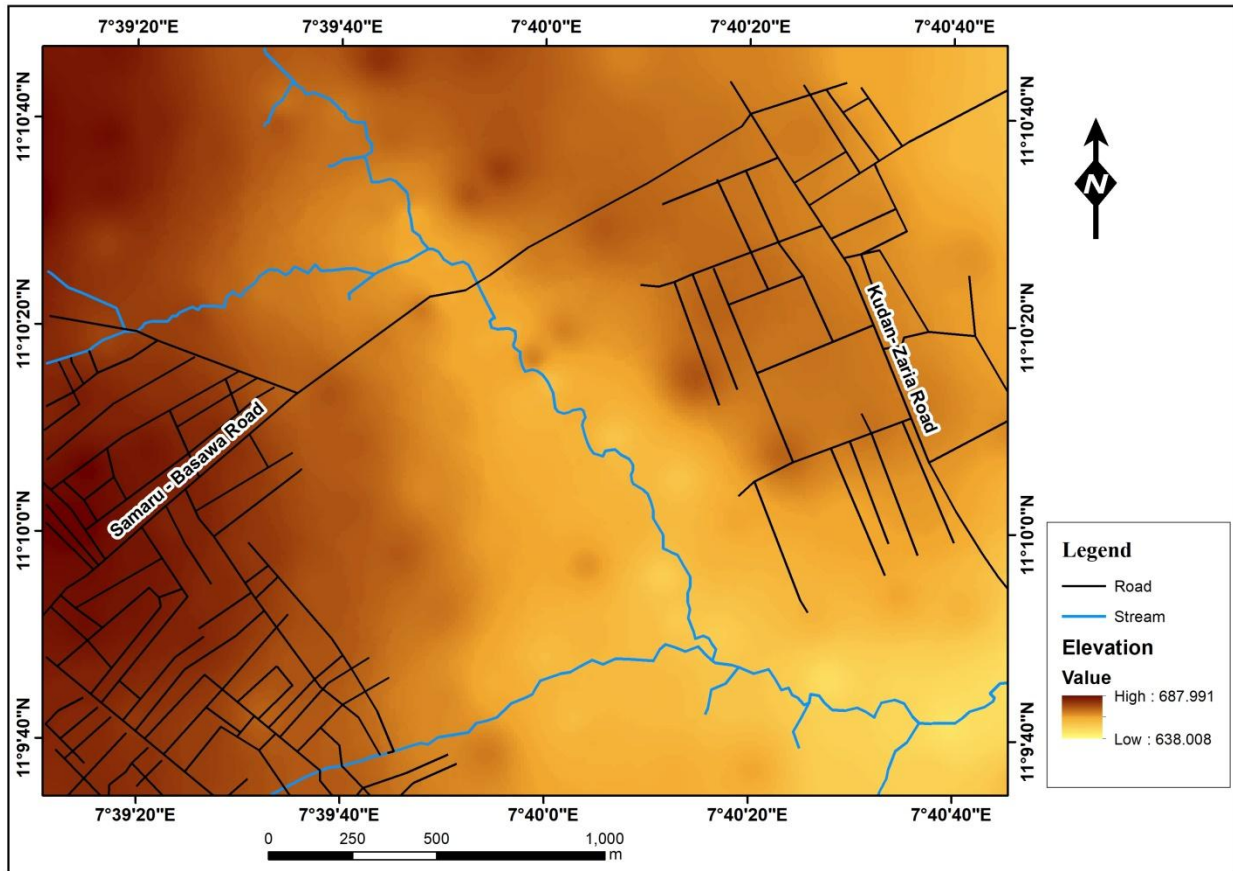 7°39'20"E 7°39'40"E 7°40'0"E 7°40'20"E 7°40'40"E
11°10'40"N
11°10'40"N
N
11°10'20"N
11°10'20"N
Kudan- Zaria Road
Samaru - Basawa Road
11°10'0"N
11°10'0"N
Legend
Road
Stream
Elevation
Value
High : 687.991
Low : 638.008
11°9'40"N
11°9'40"N
7°39'20"E 7°39'40"E 7°40'0"E 7°40'20"E 7°40'40"E
0 250 500 1,000
m